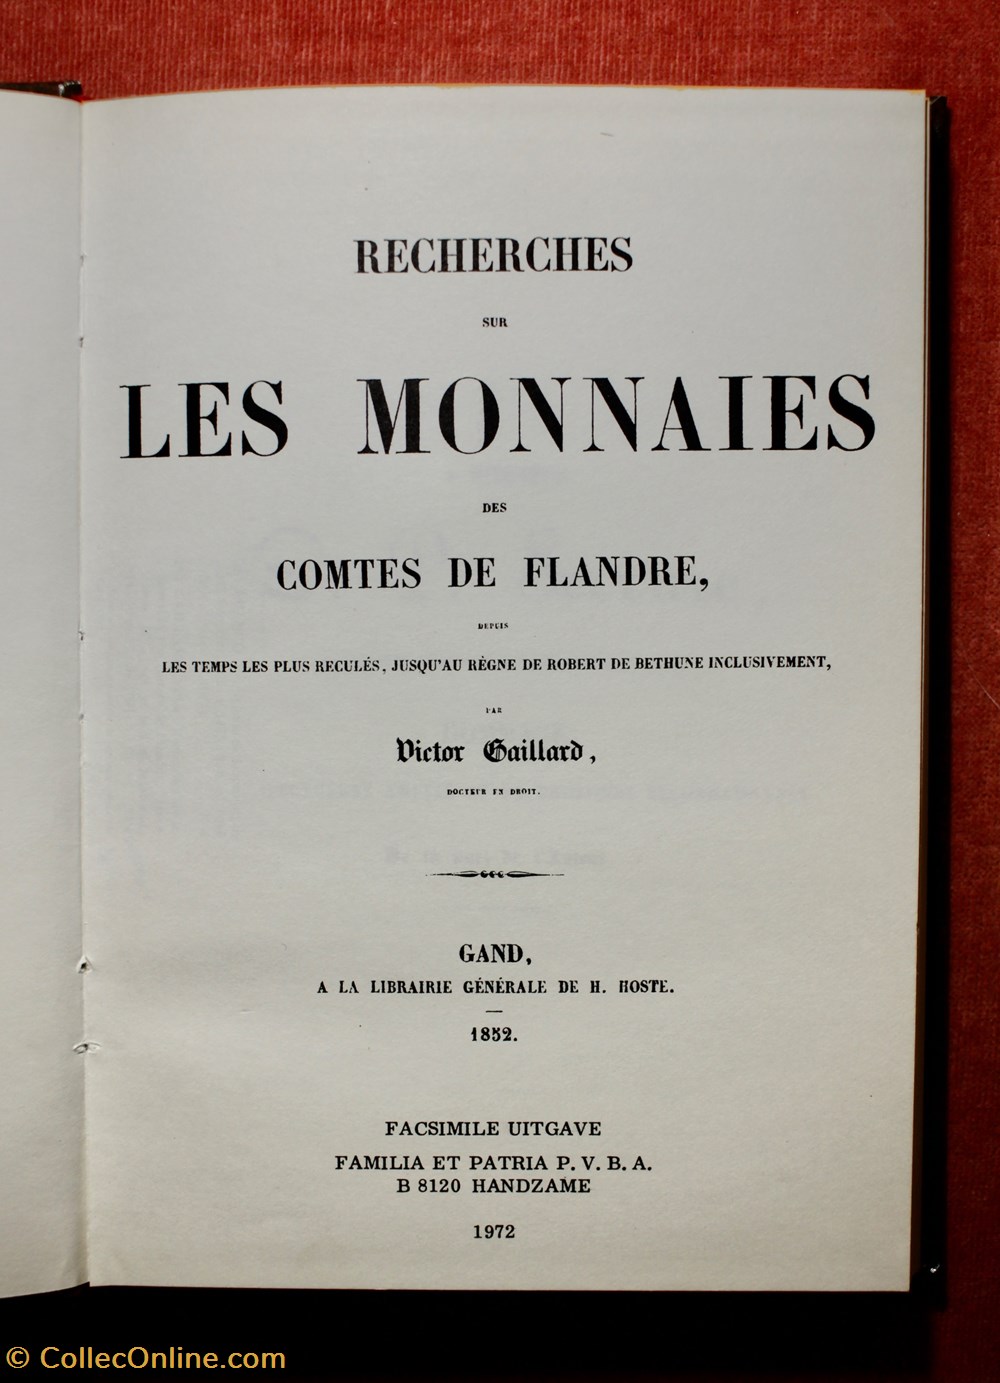 RECHERCHES
SUR
LES MONNAIES
DES
COMTES DE FLANDRE,
DEPUIS
LES TEMPS LES PLUS RECULÉS, JUSQU'AU RÈGNE DE ROBERT DE BETHUNE INCLUSIVEMENT,
PAR
Victor Gaillard,
DOCTEUR EN DROIT.
GAND,
A LA LIBRAIRIE GÉNÉRALE DE H. HOSTE.
1852.
FACSIMILE UITGAVE
FAMILIA ET PATRIA P. V. B. A.
B 8120 HANDZAME
1972
© CollecOnline.com